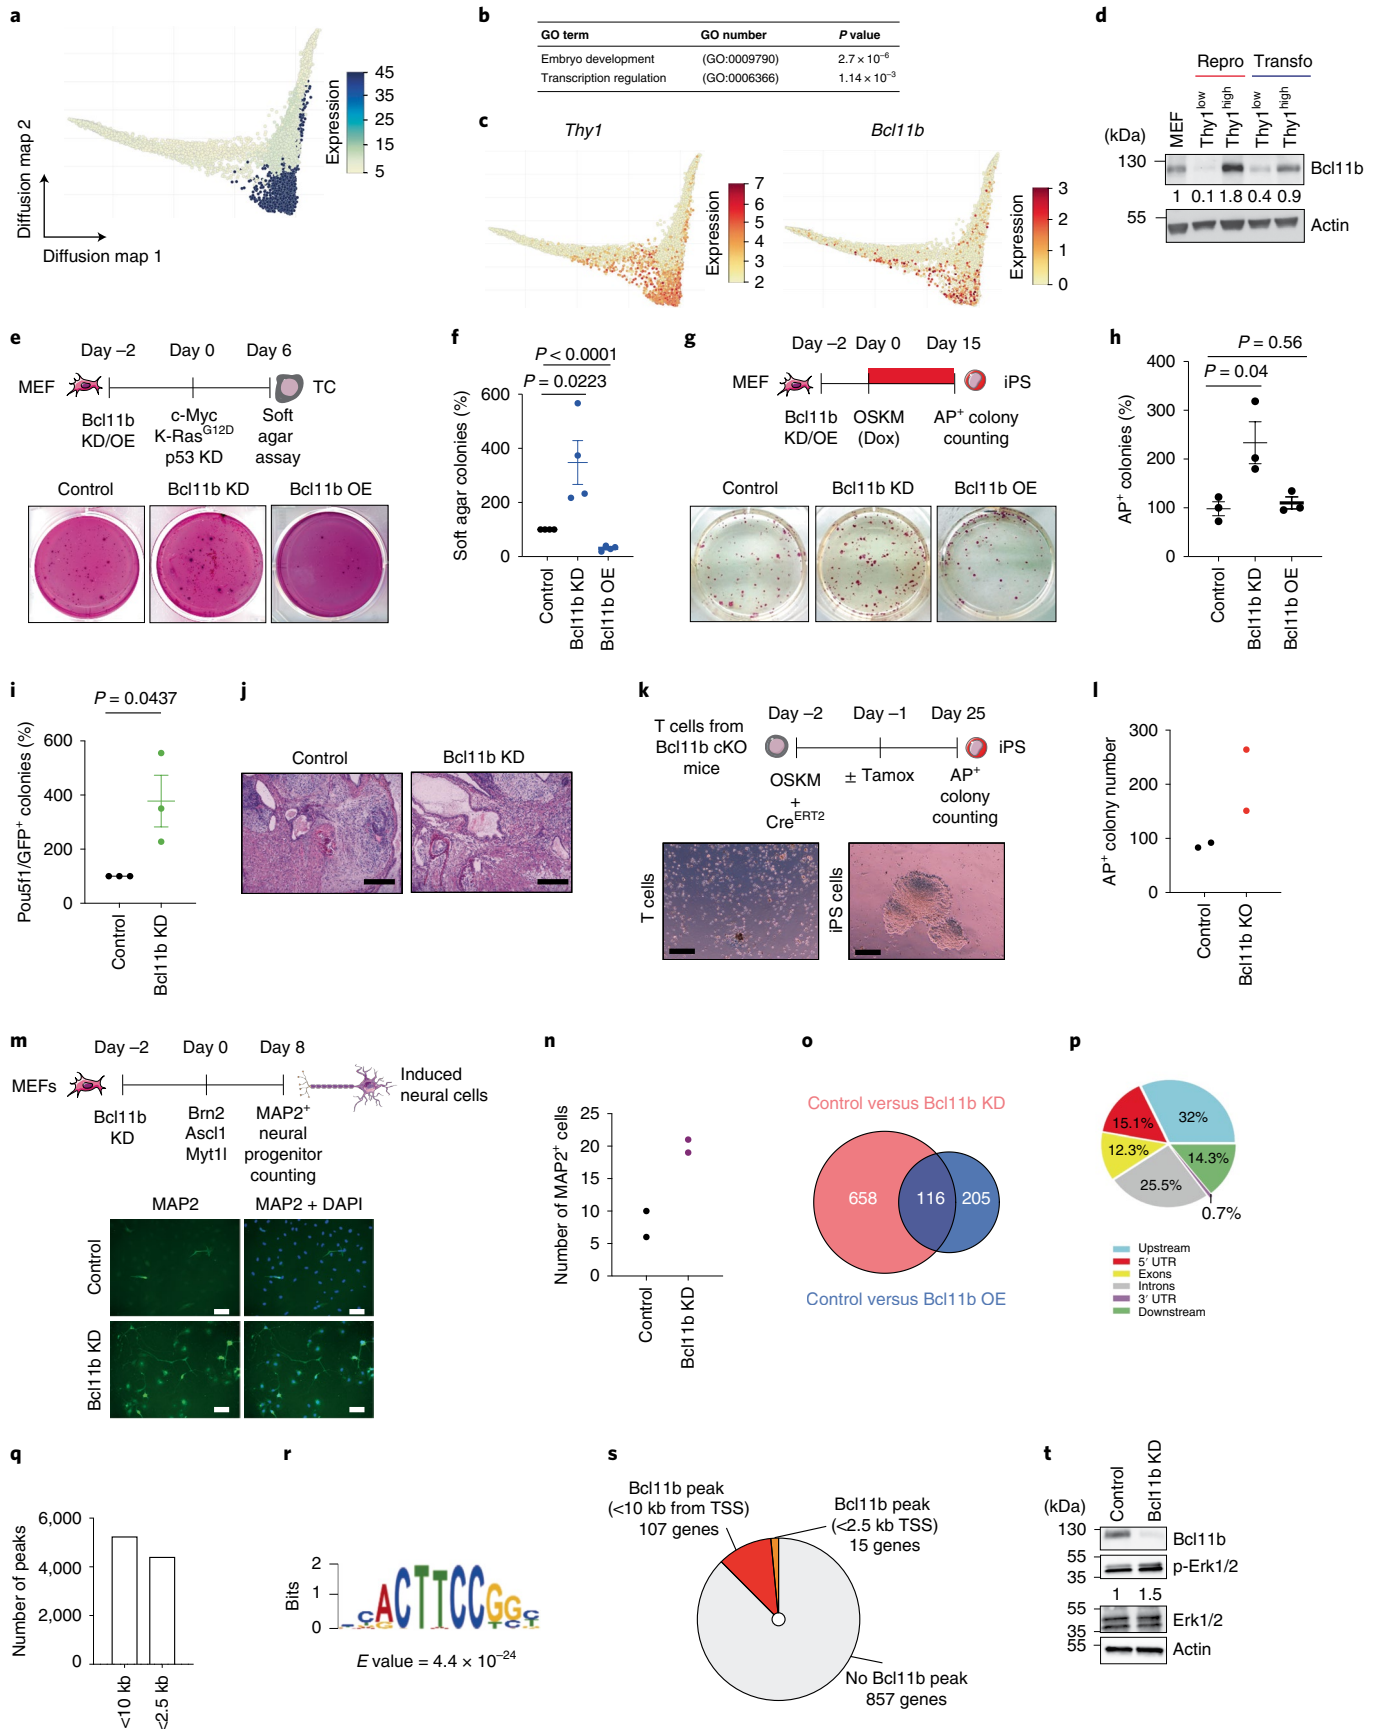 a
Diffusion map 2
Diffusion map 1
Expression
45
35
25
15
5
b
GO term GO number P value
Embryo development (GO:0009790) 2.7 × 10⁻⁶
Transcription regulation (GO:0006366) 1.14 × 10⁻³
c
Thy1
Expression
7
6
5
4
3
2
Bcl11b
Expression
3
2
1
0
d
Repro Transfo
(kDa) MEF Thy1low Thy1high Thy1low Thy1high
130 Bcl11b
1 0.1 1.8 0.4 0.9
55 Actin
e
Day –2 Day 0 Day 6
MEF TC
Bcl11b
KD/OE
c-Myc
K-RasG12D
p53 KD
Soft
agar
assay
Control Bcl11b KD Bcl11b OE
f
P < 0.0001
P = 0.0223
Soft agar colonies (%)
600
400
200
0
Control
Bcl11b KD
Bcl11b OE
g
Day –2 Day 0 Day 15
MEF iPS
Bcl11b
KD/OE
OSKM
(Dox)
AP⁺ colony
counting
Control Bcl11b KD Bcl11b OE
h
P = 0.56
P = 0.04
AP⁺ colonies (%)
400
300
200
100
0
Control
Bcl11b KD
Bcl11b OE
i
P = 0.0437
Pou5f1/GFP⁺ colonies (%)
600
400
200
0
Control
Bcl11b KD
j
Control Bcl11b KD
k
T cells from
Bcl11b cKO
mice
Day –2 Day –1 Day 25
iPS
OSKM
+
CreERT2
± Tamox
AP⁺
colony
counting
T cells
iPS cells
l
AP⁺ colony number
300
200
100
0
Control
Bcl11b KO
m
Day –2 Day 0 Day 8
MEFs
Induced
neural cells
Bcl11b
KD
Brn2
Ascl1
Myt1l
MAP2⁺
neural
progenitor
counting
MAP2 MAP2 + DAPI
Control
Bcl11b KD
n
Number of MAP2⁺ cells
25
20
15
10
5
0
Control
Bcl11b KD
o
Control versus Bcl11b KD
658 116 205
Control versus Bcl11b OE
p
32%
15.1%
12.3%
14.3%
25.5%
0.7%
Upstream
5′ UTR
Exons
Introns
3′ UTR
Downstream
q
Number of peaks
6,000
4,000
2,000
0
<10 kb
<2.5 kb
r
Bits
2
1
0
ACTTCCGG
E value = 4.4 × 10⁻²⁴
s
Bcl11b peak
(<10 kb from TSS)
107 genes
Bcl11b peak
(<2.5 kb TSS)
15 genes
No Bcl11b peak
857 genes
t
(kDa) Control Bcl11b KD
130 Bcl11b
55
35 p-Erk1/2
1 1.5
55
35 Erk1/2
55 Actin